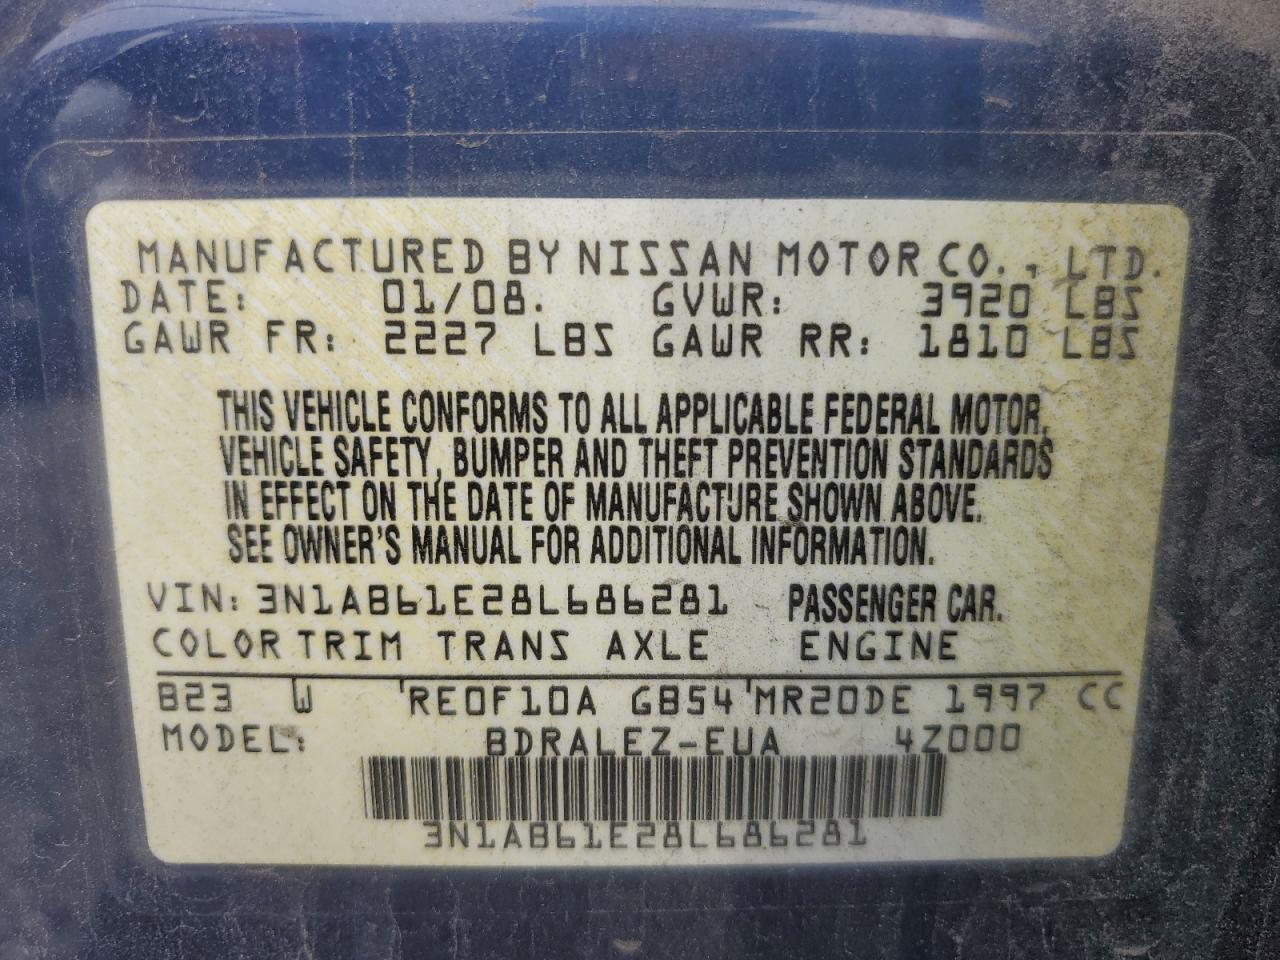 MANUFACTURED BY NISSAN MOTOR CO., LTD.
DATE: 01/08. GVWR: 3920 LBS
GAWR FR: 2227 LBS GAWR RR: 1810 LBS
THIS VEHICLE CONFORMS TO ALL APPLICABLE FEDERAL MOTOR
VEHICLE SAFETY, BUMPER AND THEFT PREVENTION STANDARDS
IN EFFECT ON THE DATE OF MANUFACTURE SHOWN ABOVE.
SEE OWNER'S MANUAL FOR ADDITIONAL INFORMATION.
VIN: 3N1AB61E28L686281 PASSENGER CAR.
COLOR TRIM TRANS AXLE ENGINE
B23 W RE0F10A GB54 MR20DE 1997 CC
MODEL: BDRALEZ-EUA 4Z000
3N1AB61E28L686281